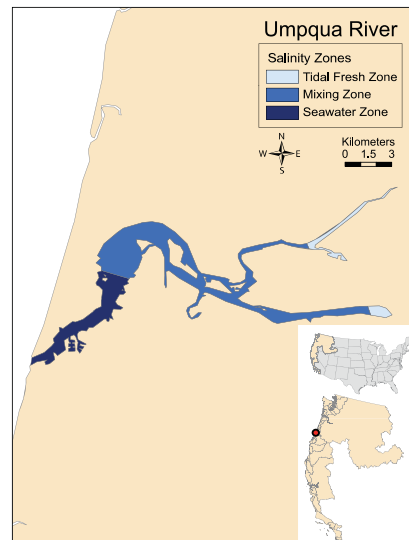 Umpqua River
Salinity Zones
Tidal Fresh Zone
Mixing Zone
Seawater Zone
N
W E
S
Kilometers
0 1.5 3